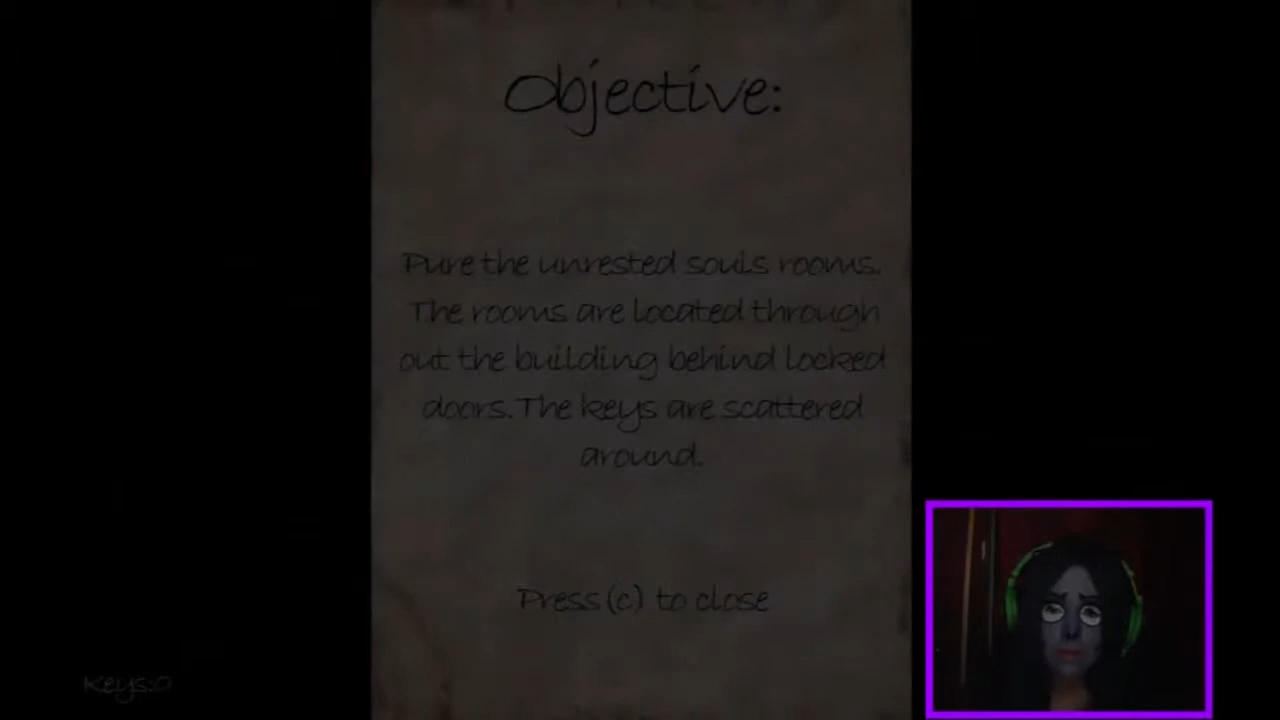 Objective:
Pure the unrested souls rooms.
The rooms are located through
out the building behind locked
doors. The keys are scattered
around.
Press (c) to close
Keys:0